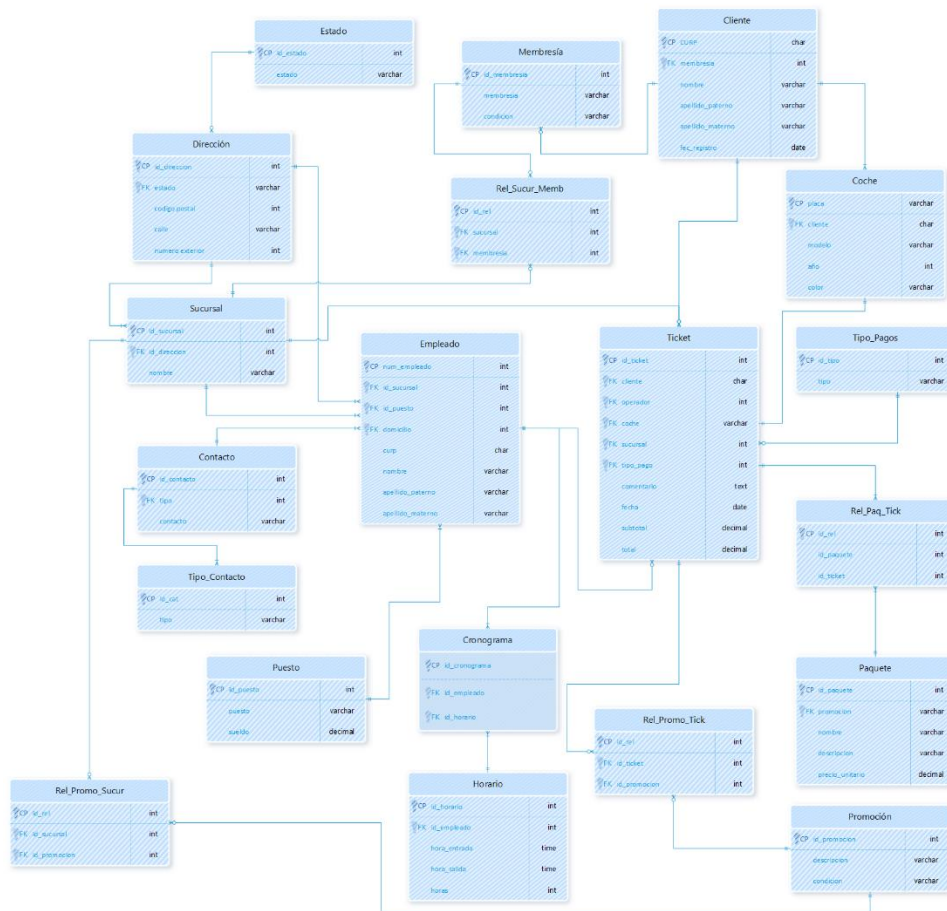 Estado
CP id_estado int
estado varchar
Membresía
CP id_membresia int
membresia varchar
condicion varchar
Cliente
CP CURP char
FK membresia int
nombre varchar
apellido_paterno varchar
apellido_materno varchar
fec_registro date
Dirección
CP id_direccion int
FK estado varchar
codigo postal int
calle varchar
numero exterior int
Rel_Sucur_Memb
CP id_rel int
FK sucursal int
FK membresia int
Coche
CP placa varchar
FK cliente char
modelo varchar
año int
color varchar
Sucursal
CP id_sucursal int
FK id_direccion int
nombre varchar
Empleado
CP num_empleado int
FK id_sucursal int
FK id_puesto int
FK domicilio int
curp char
nombre varchar
apellido_paterno varchar
apellido_materno varchar
Ticket
CP id_ticket int
FK cliente char
FK operador int
FK coche varchar
FK sucursal int
FK tipo_pago int
comentario text
fecha date
subtotal decimal
total decimal
Tipo_Pagos
CP id_tipo int
tipo varchar
Contacto
CP id_contacto int
FK tipo int
contacto varchar
Rel_Paq_Tick
CP id_rel int
id_paquete int
id_ticket int
Tipo_Contacto
CP id_cat int
tipo varchar
Cronograma
CP id_cronograma
FK id_empleado
FK id_horario
Puesto
CP id_puesto int
puesto varchar
sueldo decimal
Paquete
CP id_paquete int
FK promocion varchar
nombre varchar
descripcion varchar
precio_unitario decimal
Rel_Promo_Tick
CP id_rel int
FK id_ticket int
FK id_promocion int
Rel_Promo_Sucur
CP id_rel int
FK id_sucursal int
FK id_promocion int
Horario
CP id_horario int
FK id_empleado int
hora_entrada time
hora_salida time
horas int
Promoción
CP id_promocion int
descripcion varchar
condicion varchar